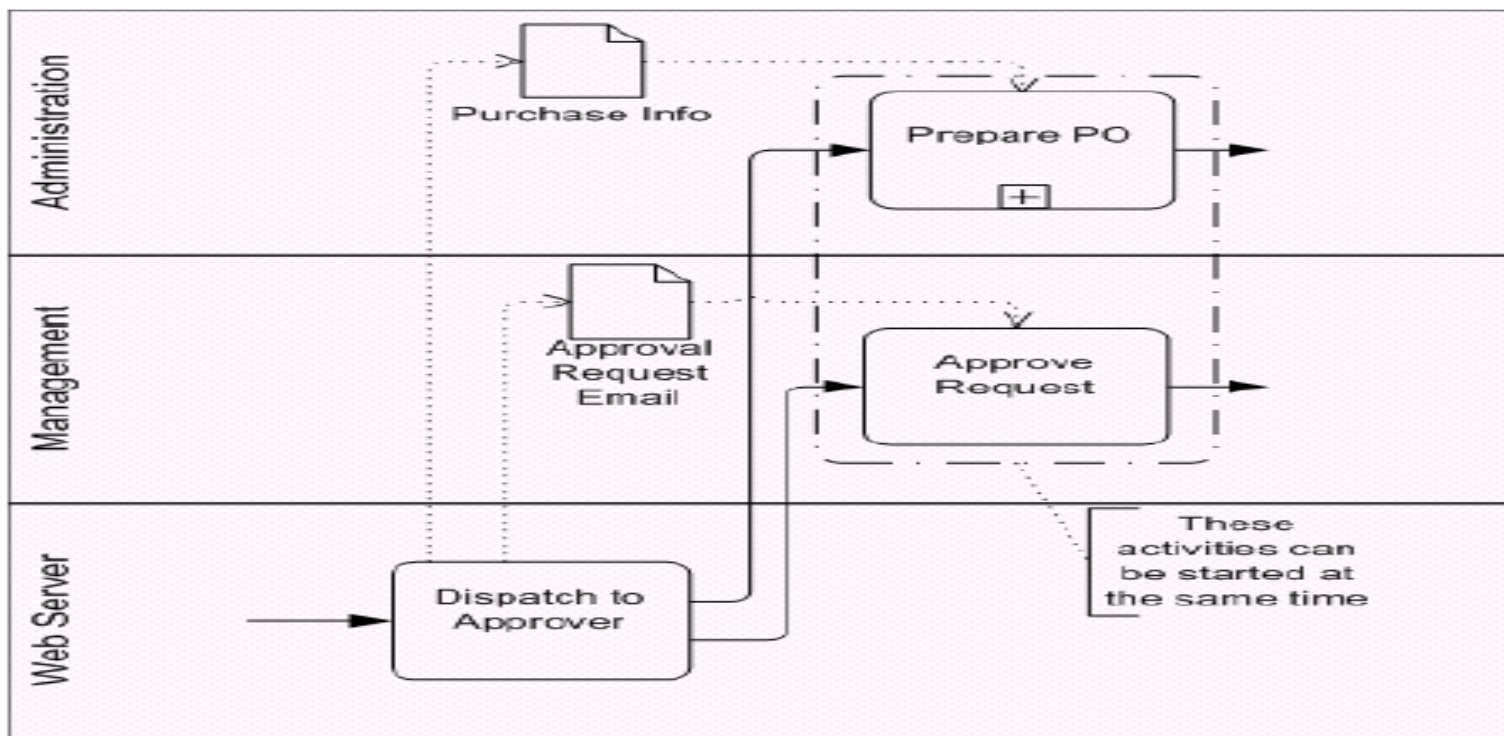 Administration
Purchase Info
Prepare PO
Management
Approval
Request
Email
Approve
Request
Web Server
Dispatch to
Approver
These
activities can
be started at
the same time